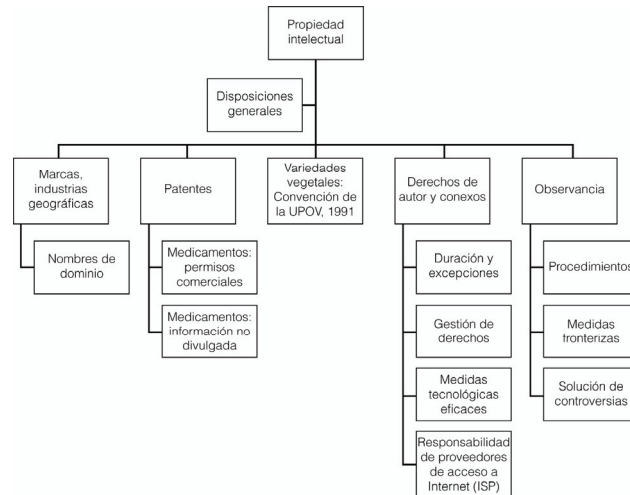 Propiedad
intelectual
Disposiciones
generales
Marcas,
industrias
geográficas
Patentes
Variedades
vegetales:
Convención de
la UPOV, 1991
Derechos de
autor y conexos
Observancia
Nombres de
dominio
Medicamentos:
permisos
comerciales
Medicamentos:
información no
divulgada
Duración y
excepciones
Gestión de
derechos
Medidas
tecnológicas
eficaces
Responsabilidad
de proveedores
de acceso a
Internet (ISP)
Procedimientos
Medidas
fronterizas
Solución de
controversias